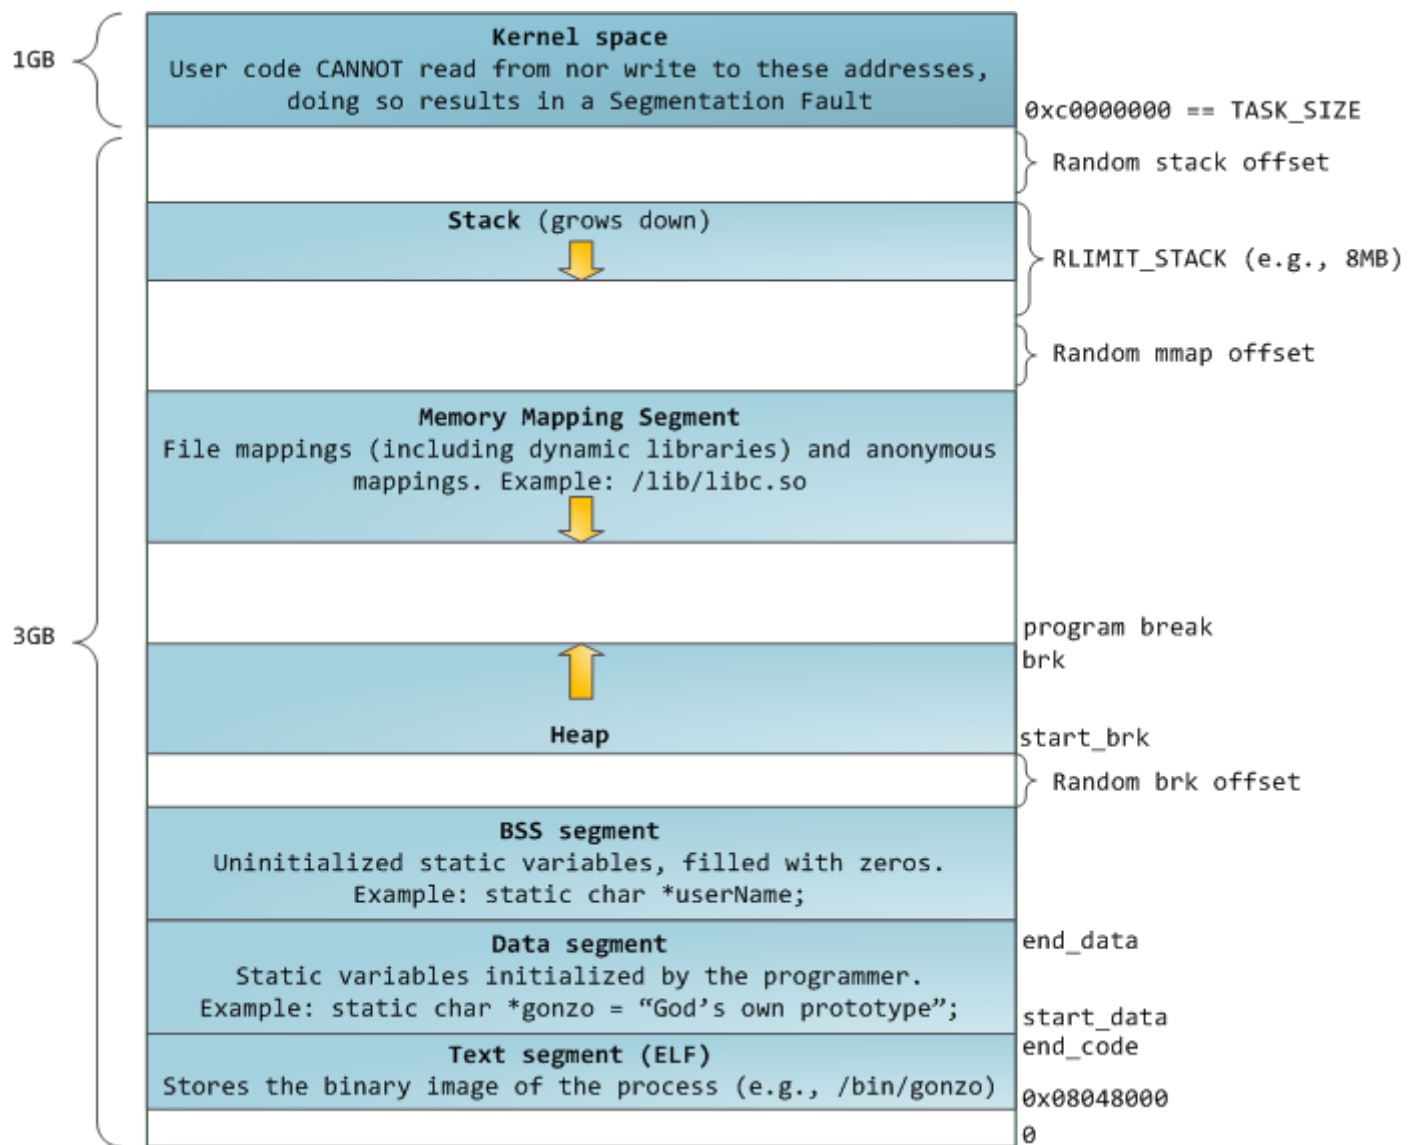 1GB
Kernel space
User code CANNOT read from nor write to these addresses,
doing so results in a Segmentation Fault
0xc0000000 == TASK_SIZE
Random stack offset
Stack (grows down)
RLIMIT_STACK (e.g., 8MB)
Random mmap offset
Memory Mapping Segment
File mappings (including dynamic libraries) and anonymous
mappings. Example: /lib/libc.so
3GB
program break
brk
Heap
start_brk
Random brk offset
BSS segment
Uninitialized static variables, filled with zeros.
Example: static char *userName;
Data segment
Static variables initialized by the programmer.
Example: static char *gonzo = “God’s own prototype”;
end_data
start_data
end_code
Text segment (ELF)
Stores the binary image of the process (e.g., /bin/gonzo)
0x08048000
0